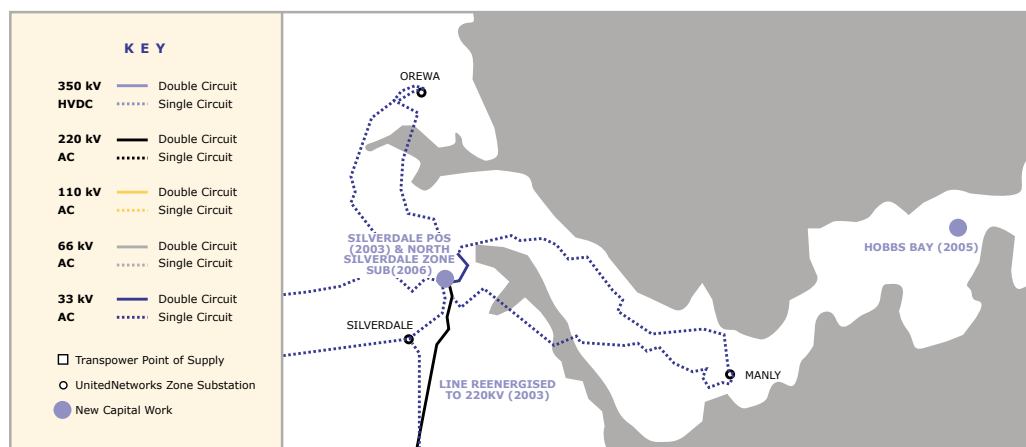 KEY
350 kV Double Circuit
HVDC Single Circuit
220 kV Double Circuit
AC Single Circuit
110 kV Double Circuit
AC Single Circuit
66 kV Double Circuit
AC Single Circuit
33 kV Double Circuit
AC Single Circuit
Transpower Point of Supply
UnitedNetworks Zone Substation
New Capital Work
OREWA
SILVERDALE POS
(2003) & NORTH
SILVERDALE ZONE
SUB(2006)
HOBBS BAY (2005)
SILVERDALE
MANLY
LINE REENERGISED
TO 220KV (2003)